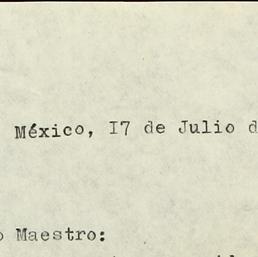 México, I7 de Julio d
o Maestro: